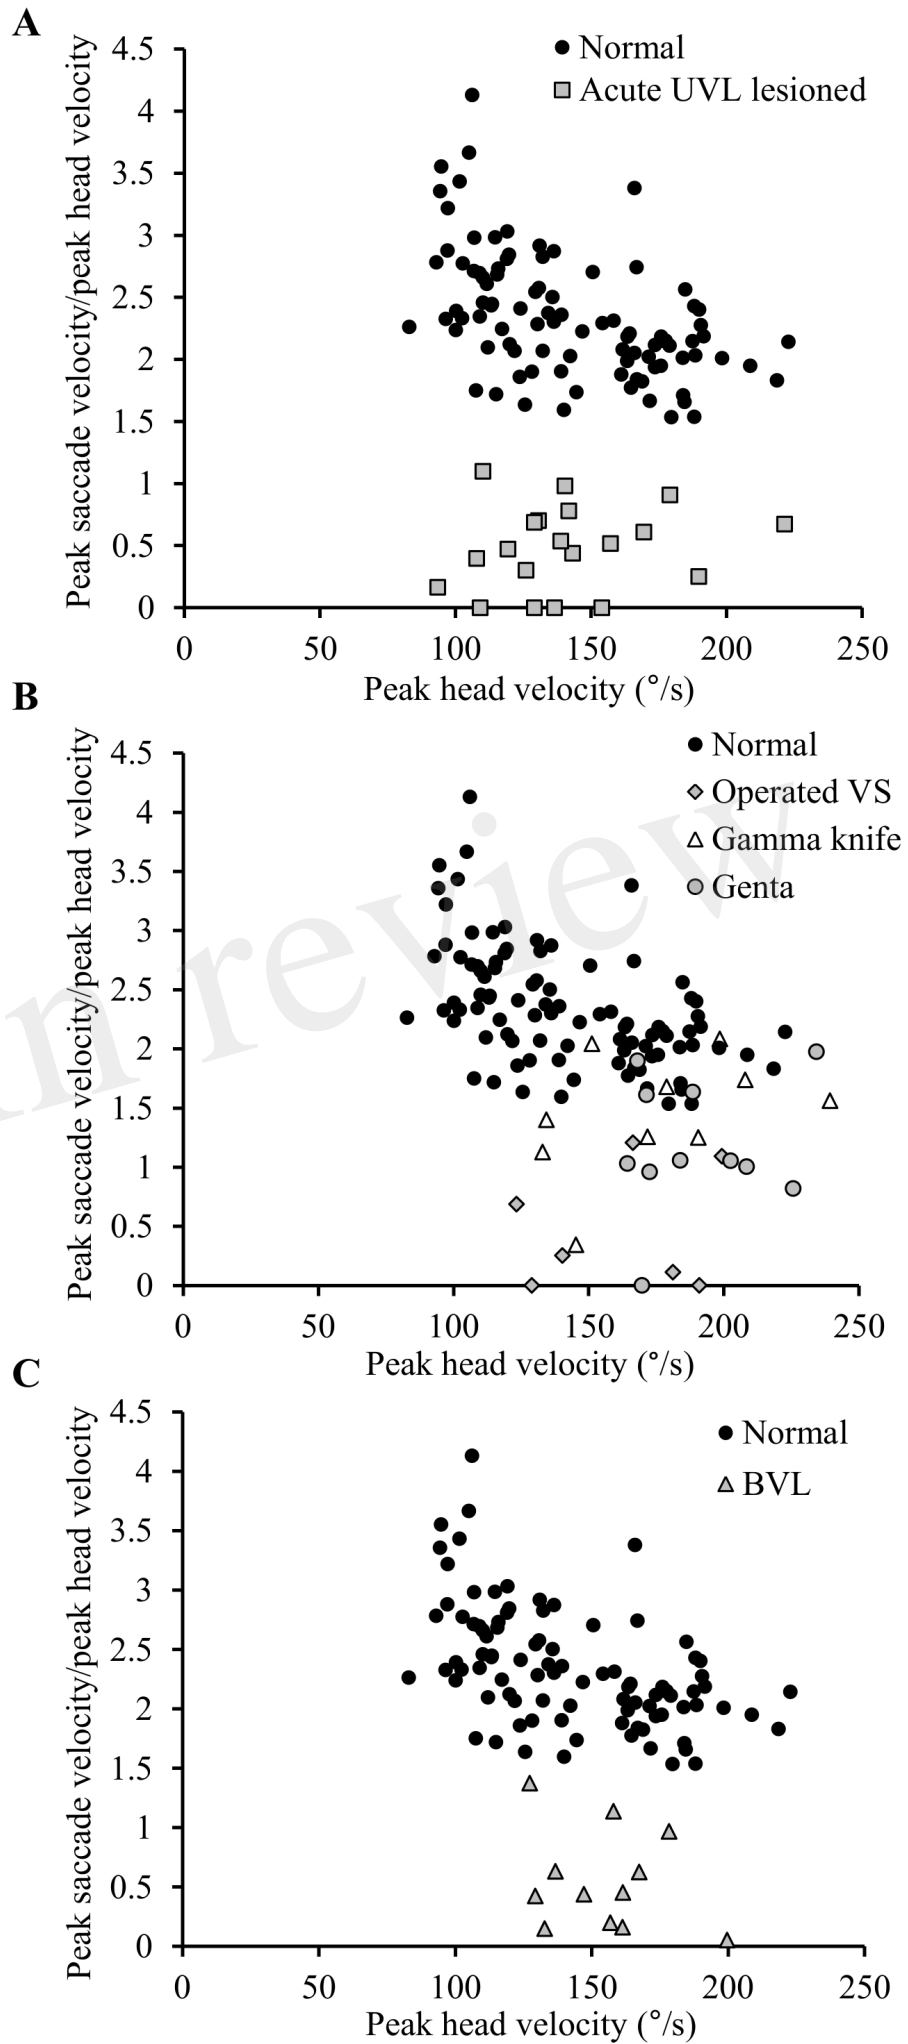 A
Peak saccade velocity/peak head velocity
4.5
4
3.5
3
2.5
2
1.5
1
0.5
0
0 50 100 150 200 250
Peak head velocity (°/s)
Normal
Acute UVL lesioned
B
Peak saccade velocity/peak head velocity
4.5
4
3.5
3
2.5
2
1.5
1
0.5
0
0 50 100 150 200 250
Peak head velocity (°/s)
Normal
Operated VS
Gamma knife
Genta
n review
C
Peak saccade velocity/peak head velocity
4.5
4
3.5
3
2.5
2
1.5
1
0.5
0
0 50 100 150 200 250
Peak head velocity (°/s)
Normal
BVL